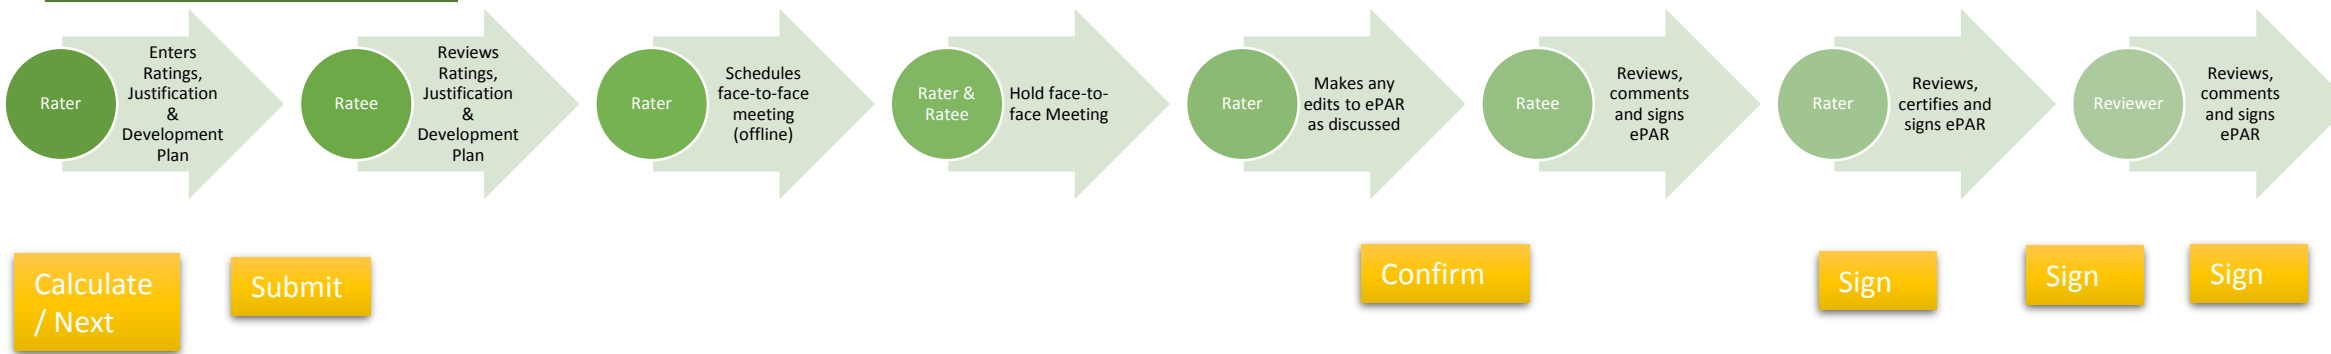 Rater
Enters
Ratings,
Justification
&
Development
Plan
Ratee
Reviews
Ratings,
Justification
&
Development
Plan
Rater
Schedules
face-to-face
meeting
(offline)
Rater &
Ratee
Hold face-to-
face Meeting
Rater
Makes any
edits to ePAR
as discussed
Ratee
Reviews,
comments
and signs
ePAR
Rater
Reviews,
certifies and
signs ePAR
Reviewer
Reviews,
comments
and signs
ePAR
Calculate
/ Next
Submit
Confirm
Sign
Sign
Sign